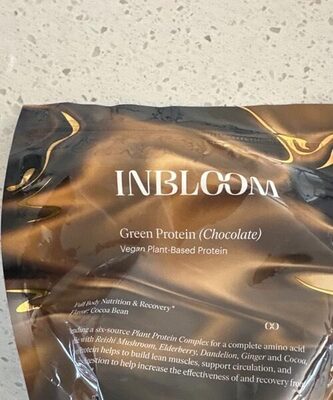 INBLOOM
Green Protein (Chocolate)
Vegan Plant-Based Protein
Full Body Nutrition & Recovery*
Flavor: Cocoa Bean
a six-source Plant Protein Complex for a complete amino acid
with Reishi Mushroom, Elderberry, Dandelion, Ginger and Cocoa,
protein helps to build lean muscles, support circulation, and
to help increase the effectiveness of and recovery from